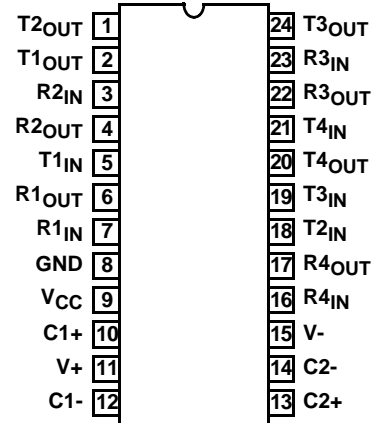 T2OUT 1 24 T3OUT
T1OUT 2 23 R3IN
R2IN 3 22 R3OUT
R2OUT 4 21 T4IN
T1IN 5 20 T4OUT
R1OUT 6 19 T3IN
R1IN 7 18 T2IN
GND 8 17 R4OUT
VCC 9 16 R4IN
C1+ 10 15 V-
V+ 11 14 C2-
C1- 12 13 C2+